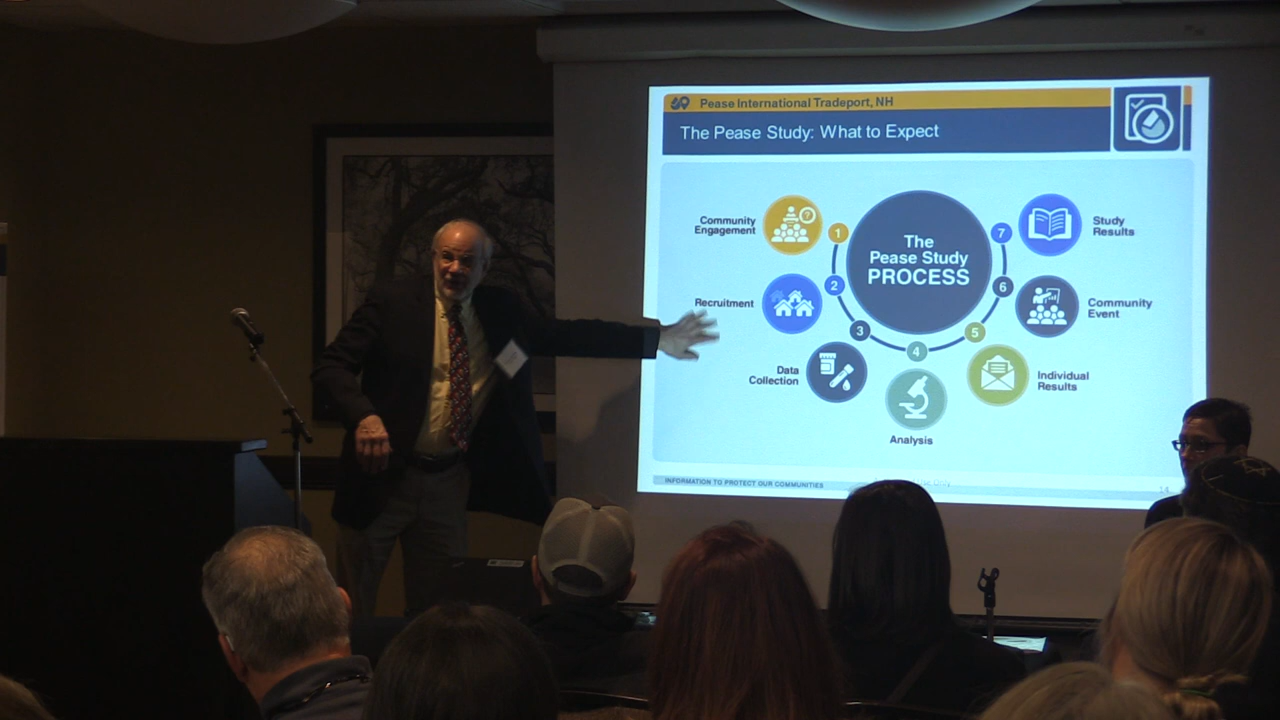 Pease International Tradeport, NH
The Pease Study: What to Expect
The
Pease Study
PROCESS
1
Community
Engagement
2
Recruitment
3
Data
Collection
4
Analysis
5
Individual
Results
6
Community
Event
7
Study
Results
INFORMATION TO PROTECT OUR COMMUNITIES
14